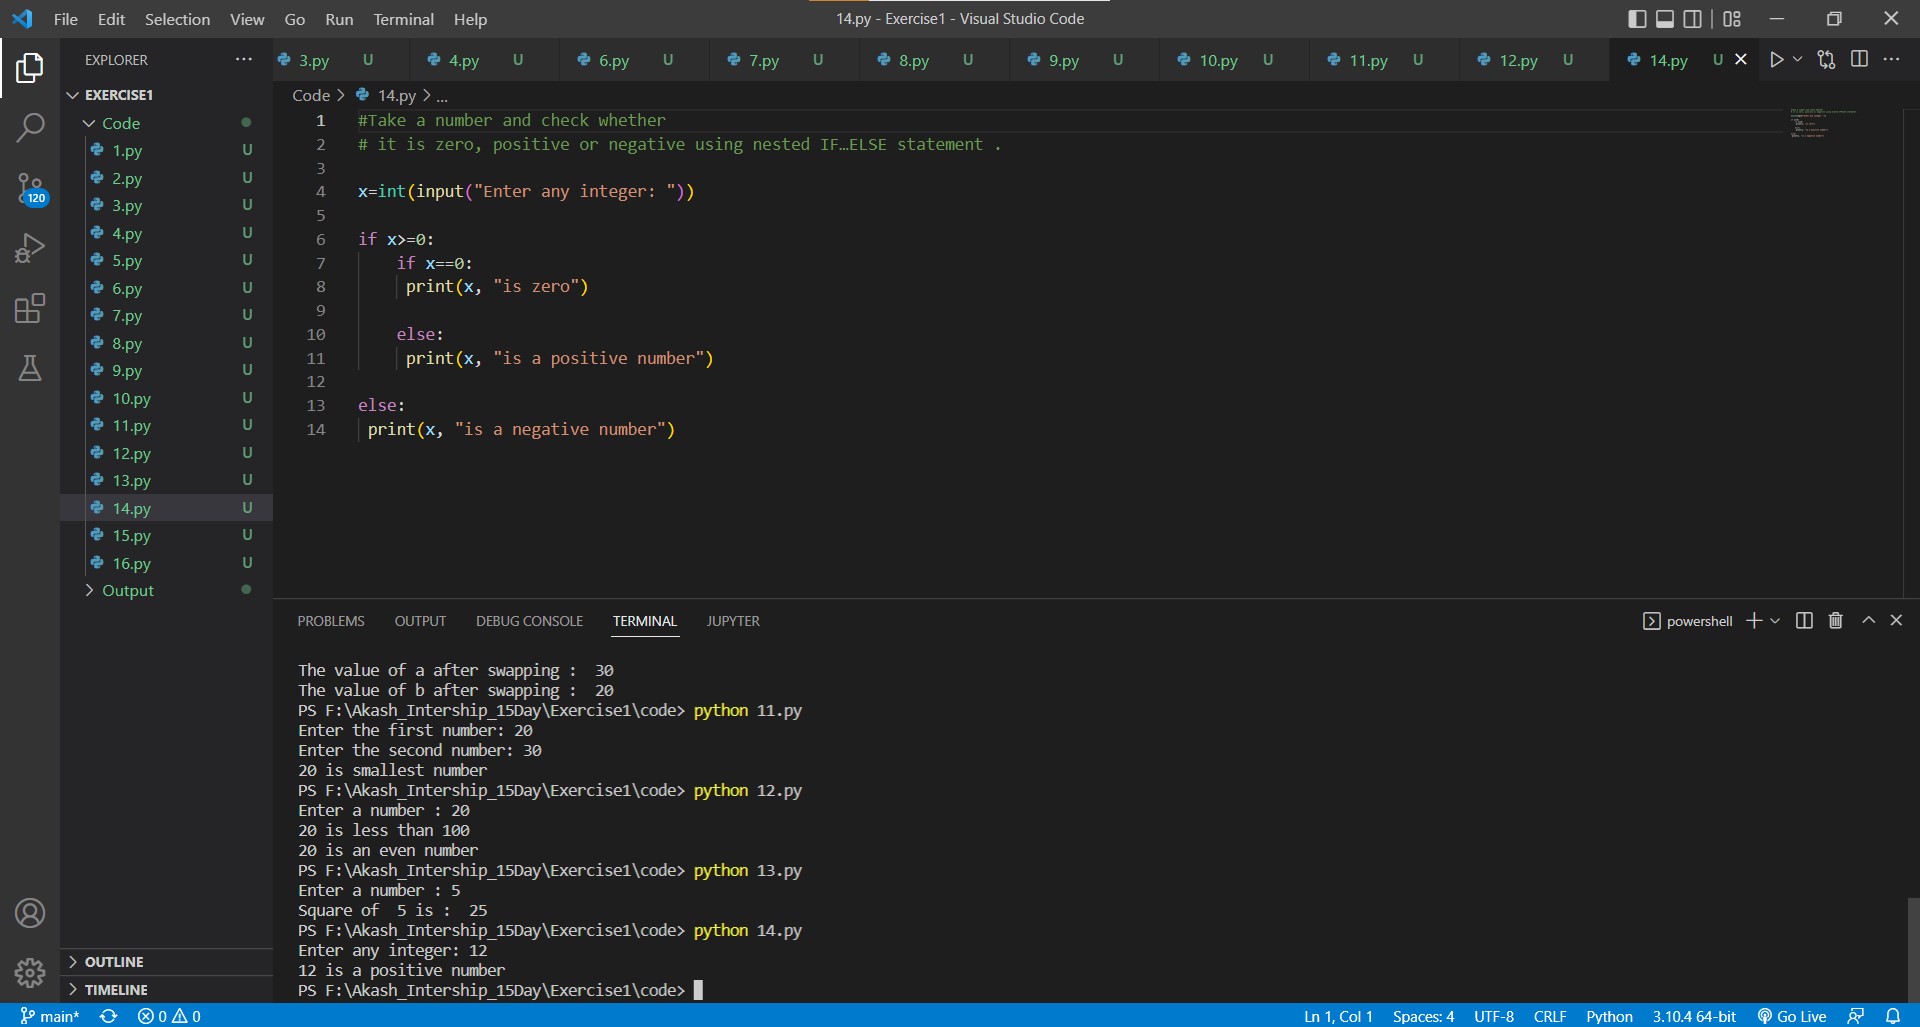 File Edit Selection View Go Run Terminal Help 14.py - Exercise1 - Visual Studio Code
EXPLORER ···
3.py U 4.py U 6.py U 7.py U 8.py U 9.py U 10.py U 11.py U 12.py U 14.py U
EXERCISE1
Code
1.py U
2.py U
3.py U
4.py U
5.py U
6.py U
7.py U
8.py U
9.py U
10.py U
11.py U
12.py U
13.py U
14.py U
15.py U
16.py U
Output
120
OUTLINE
TIMELINE
Code > 14.py > ...
1 #Take a number and check whether
2 # it is zero, positive or negative using nested IF…ELSE statement .
3
4 x=int(input("Enter any integer: "))
5
6 if x>=0:
7     if x==0:
8      print(x, "is zero")
9
10     else:
11      print(x, "is a positive number")
12
13 else:
14  print(x, "is a negative number")
PROBLEMS OUTPUT DEBUG CONSOLE TERMINAL JUPYTER powershell
The value of a after swapping :  30
The value of b after swapping :  20
PS F:\Akash_Intership_15Day\Exercise1\code> python 11.py
Enter the first number: 20
Enter the second number: 30
20 is smallest number
PS F:\Akash_Intership_15Day\Exercise1\code> python 12.py
Enter a number : 20
20 is less than 100
20 is an even number
PS F:\Akash_Intership_15Day\Exercise1\code> python 13.py
Enter a number : 5
Square of  5 is :  25
PS F:\Akash_Intership_15Day\Exercise1\code> python 14.py
Enter any integer: 12
12 is a positive number
PS F:\Akash_Intership_15Day\Exercise1\code>
main* 0 0 Ln 1, Col 1 Spaces: 4 UTF-8 CRLF Python 3.10.4 64-bit Go Live